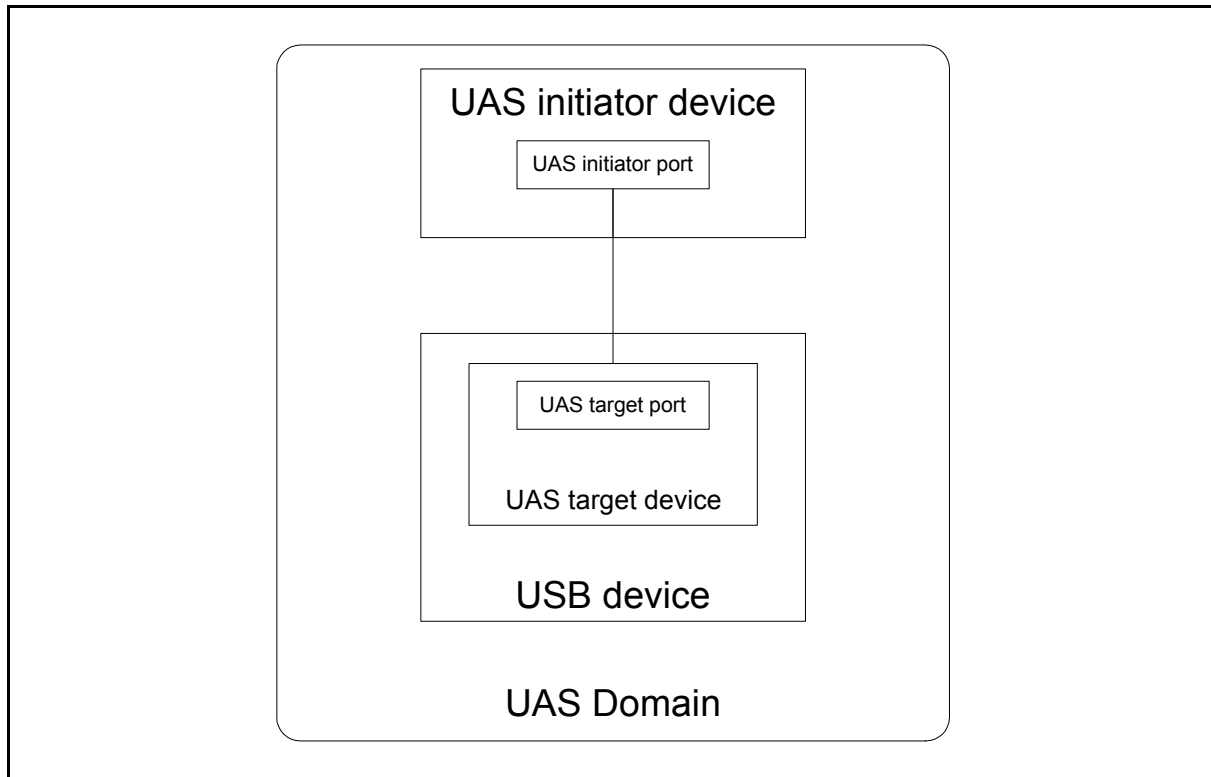 UAS initiator device
UAS initiator port
UAS target port
UAS target device
USB device
UAS Domain